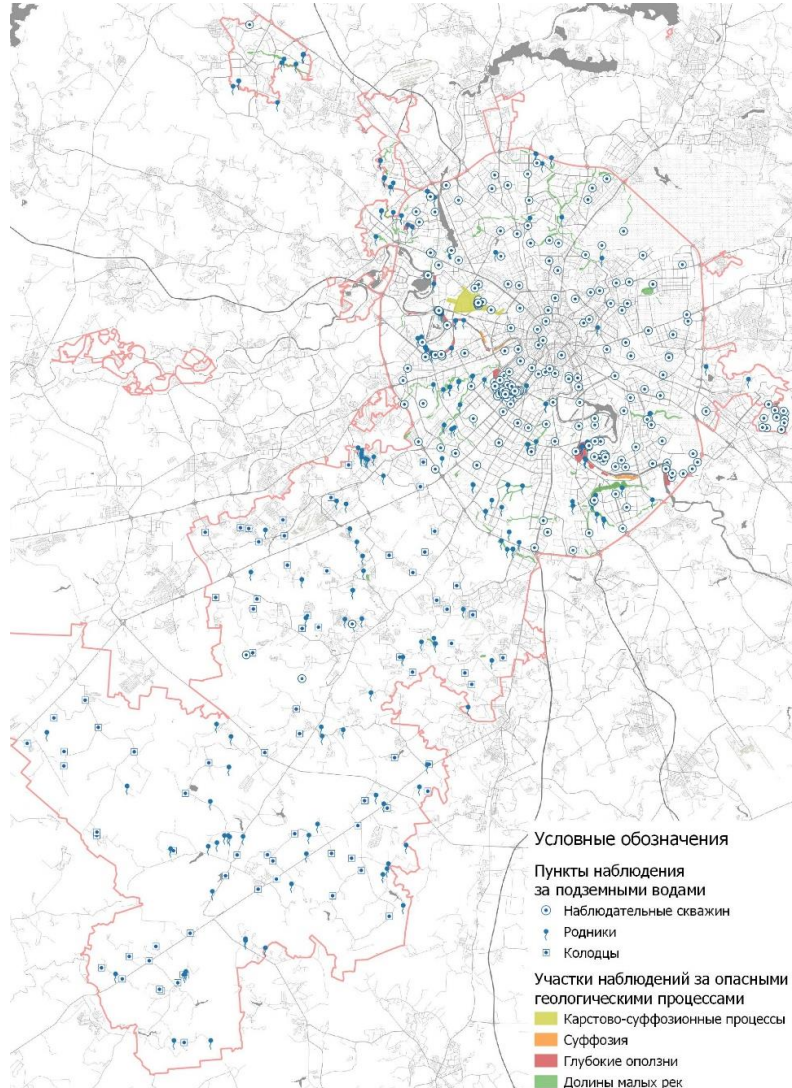 Условные обозначения
Пункты наблюдения
за подземными водами
Наблюдательные скважин
Родники
Колодцы
Участки наблюдений за опасными
геологическими процессами
Карстово-суффозионные процессы
Суффозия
Глубокие оползни
Долины малых рек